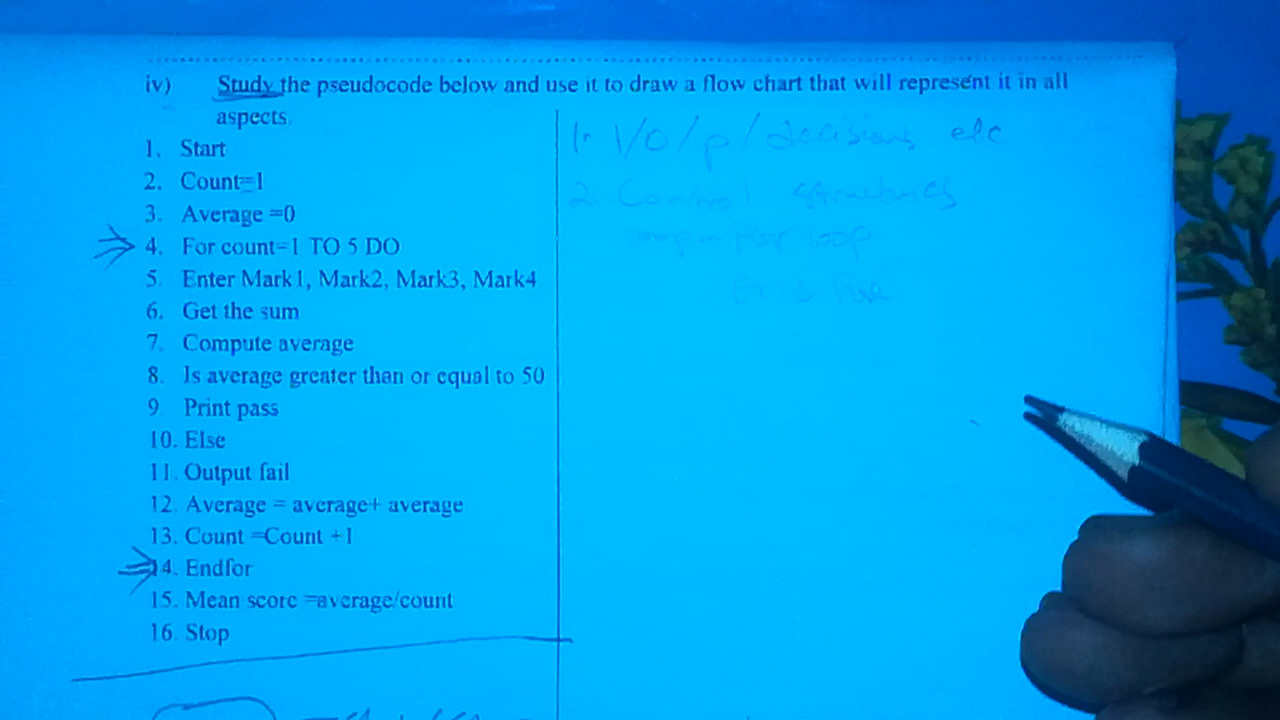 iv) Study the pseudocode below and use it to draw a flow chart that will represent it in all
aspects.
1. Start
2. Count=1
3. Average =0
4. For count=1 TO 5 DO
5. Enter Mark1, Mark2, Mark3, Mark4
6. Get the sum
7. Compute average
8. Is average greater than or equal to 50
9 Print pass
10. Else
11. Output fail
12. Average = average+ average
13. Count =Count +1
14. Endfor
15. Mean score =average/count
16. Stop
1. I/O/p/decisions etc
2. Control structures
for loop